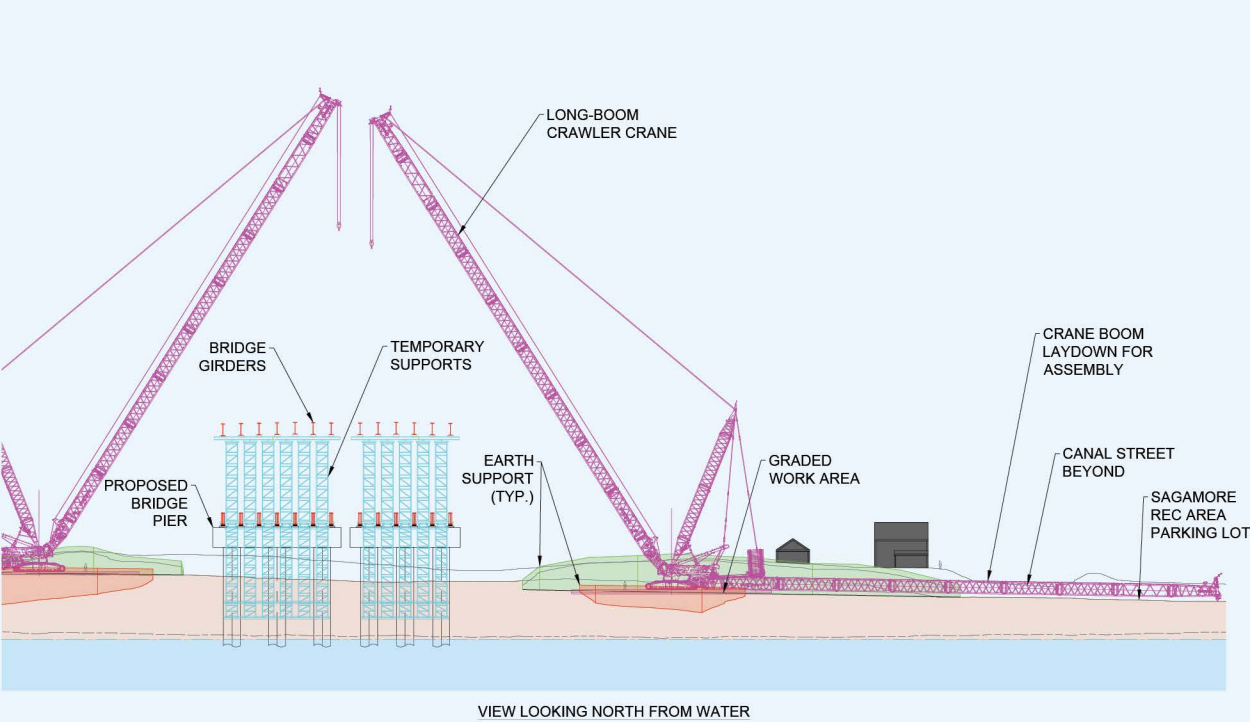 LONG-BOOM
CRAWLER CRANE
BRIDGE
GIRDERS
TEMPORARY
SUPPORTS
CRANE BOOM
LAYDOWN FOR
ASSEMBLY
PROPOSED
BRIDGE
PIER
EARTH
SUPPORT
(TYP.)
GRADED
WORK AREA
CANAL STREET
BEYOND
SAGAMORE
REC AREA
PARKING LOT
VIEW LOOKING NORTH FROM WATER